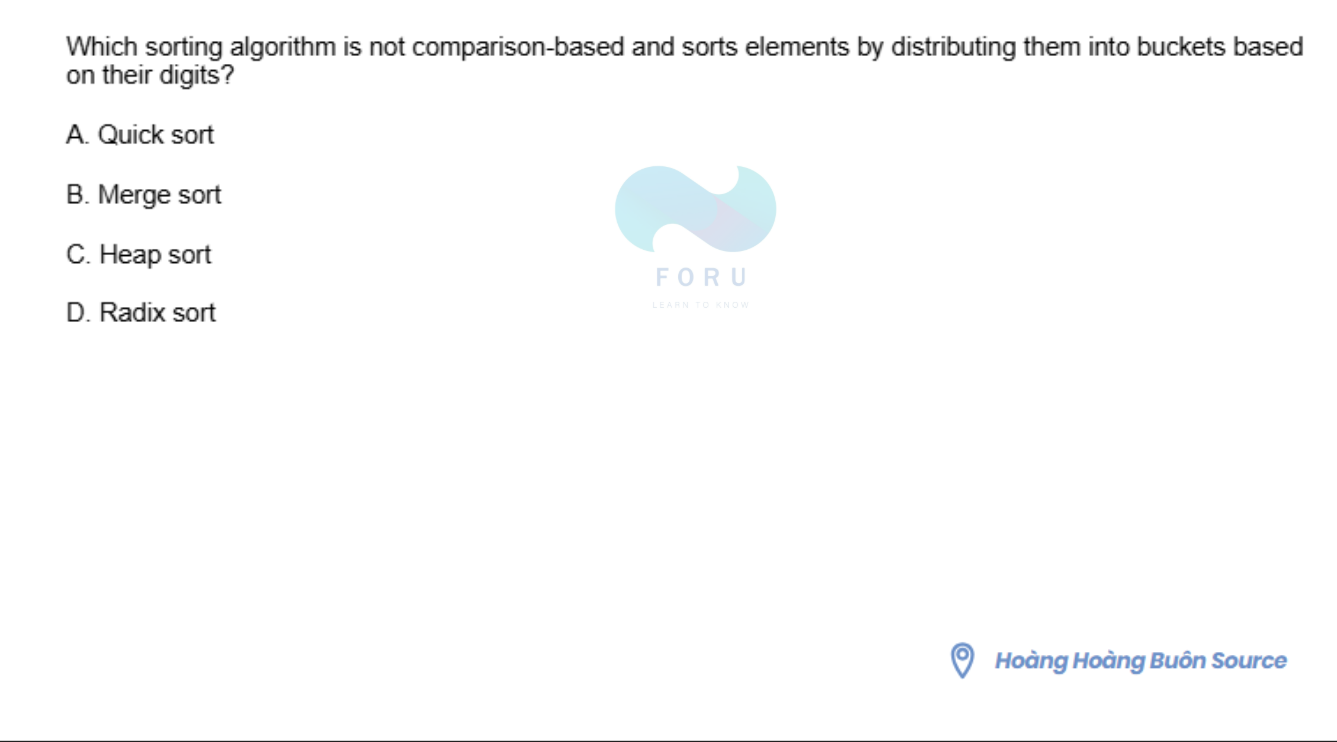 Which sorting algorithm is not comparison-based and sorts elements by distributing them into buckets based
on their digits?
A. Quick sort
B. Merge sort
C. Heap sort
D. Radix sort
FORU
LEARN TO KNOW
Hoàng Hoàng Buôn Source